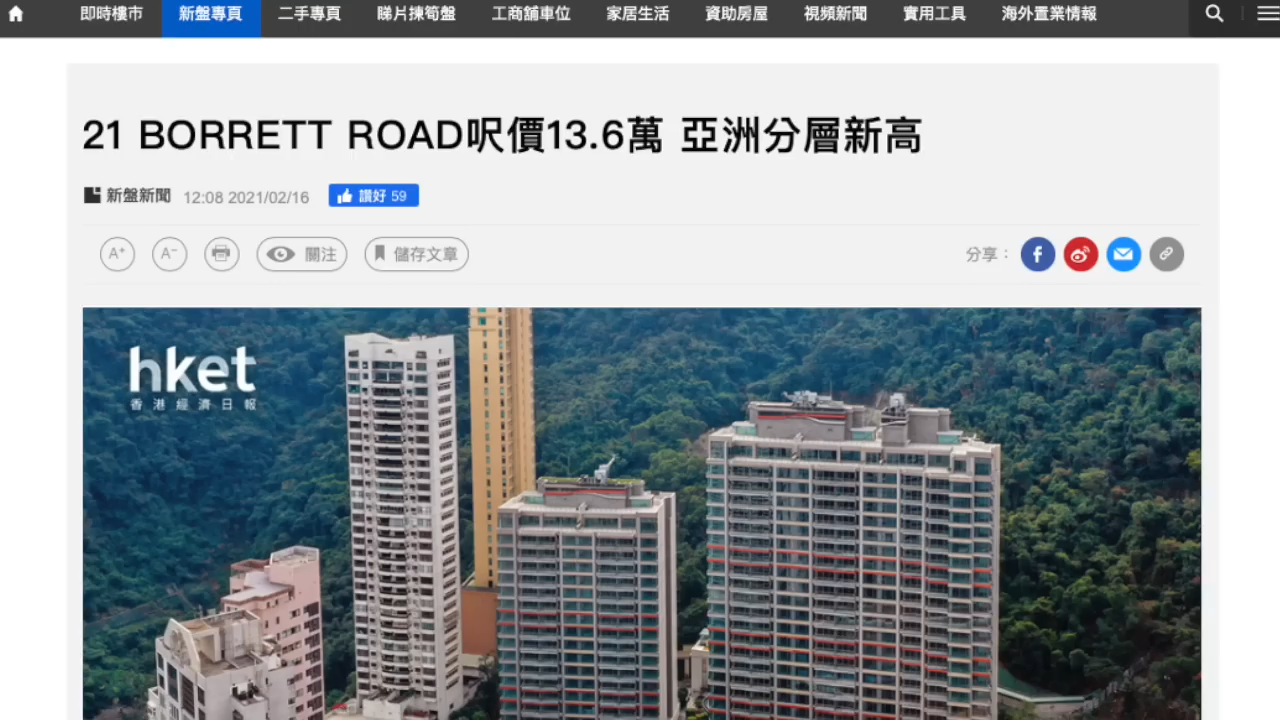 即時樓市 新盤專頁 二手專頁 睇片揀筍盤 工商舖車位 家居生活 資助房屋 視頻新聞 實用工具 海外置業情報
21 BORRETT ROAD呎價13.6萬 亞洲分層新高
新盤新聞 12:08 2021/02/16 讚好 59
A+ A− 關注 儲存文章 分享：
hket
香港經濟日報